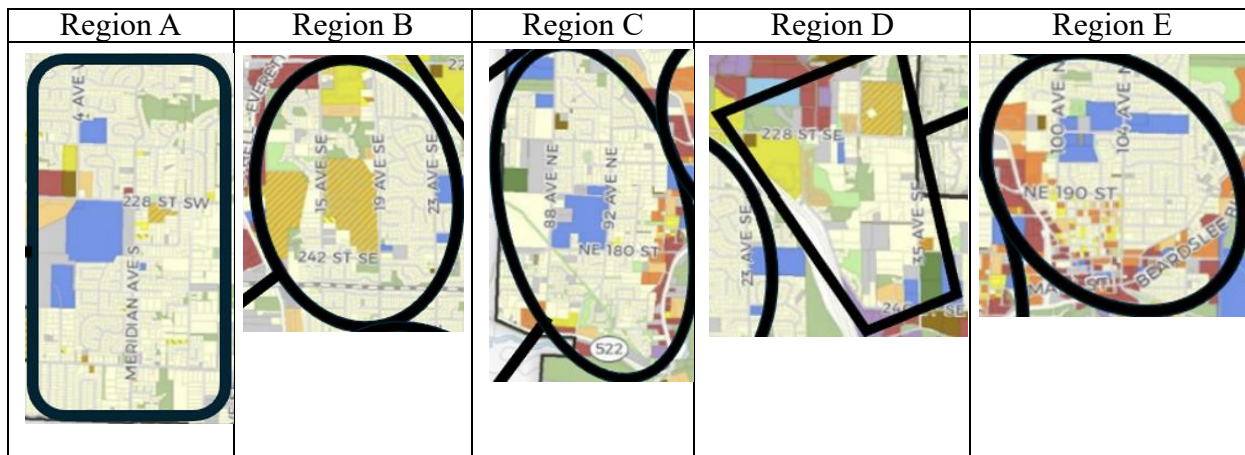 Region A
Region B
Region C
Region D
Region E
4 AVE
228 ST SW
MERIDIAN AVE S
15 AVE SE
19 AVE SE
23 AVE SE
242 ST SE
88 AVE NE
92 AVE NE
NE 180 ST
522
228 ST SE
35 AVE SE
23 AVE SE
100 AVE N
104 AVE N
NE 190 ST
BEARDSLEE